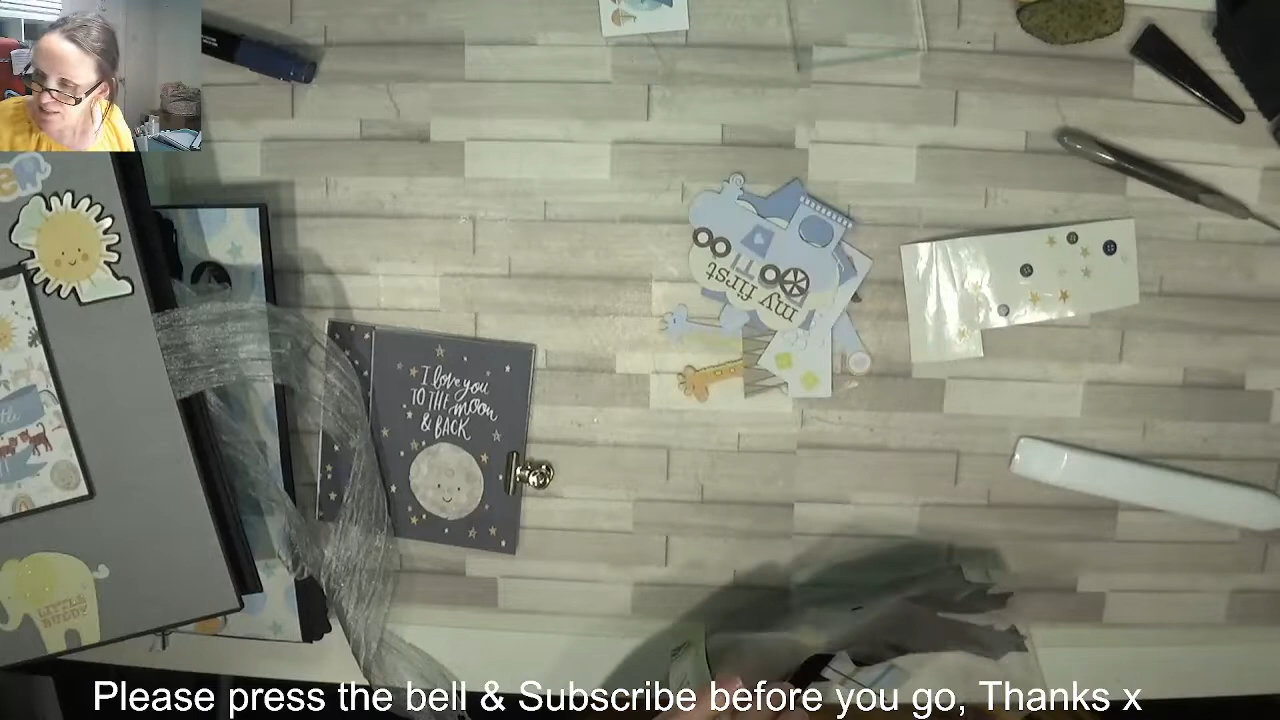 I love you
TO THE moon
& BACK
my first
LITTLE
BUDDY
Please press the bell & Subscribe before you go, Thanks x